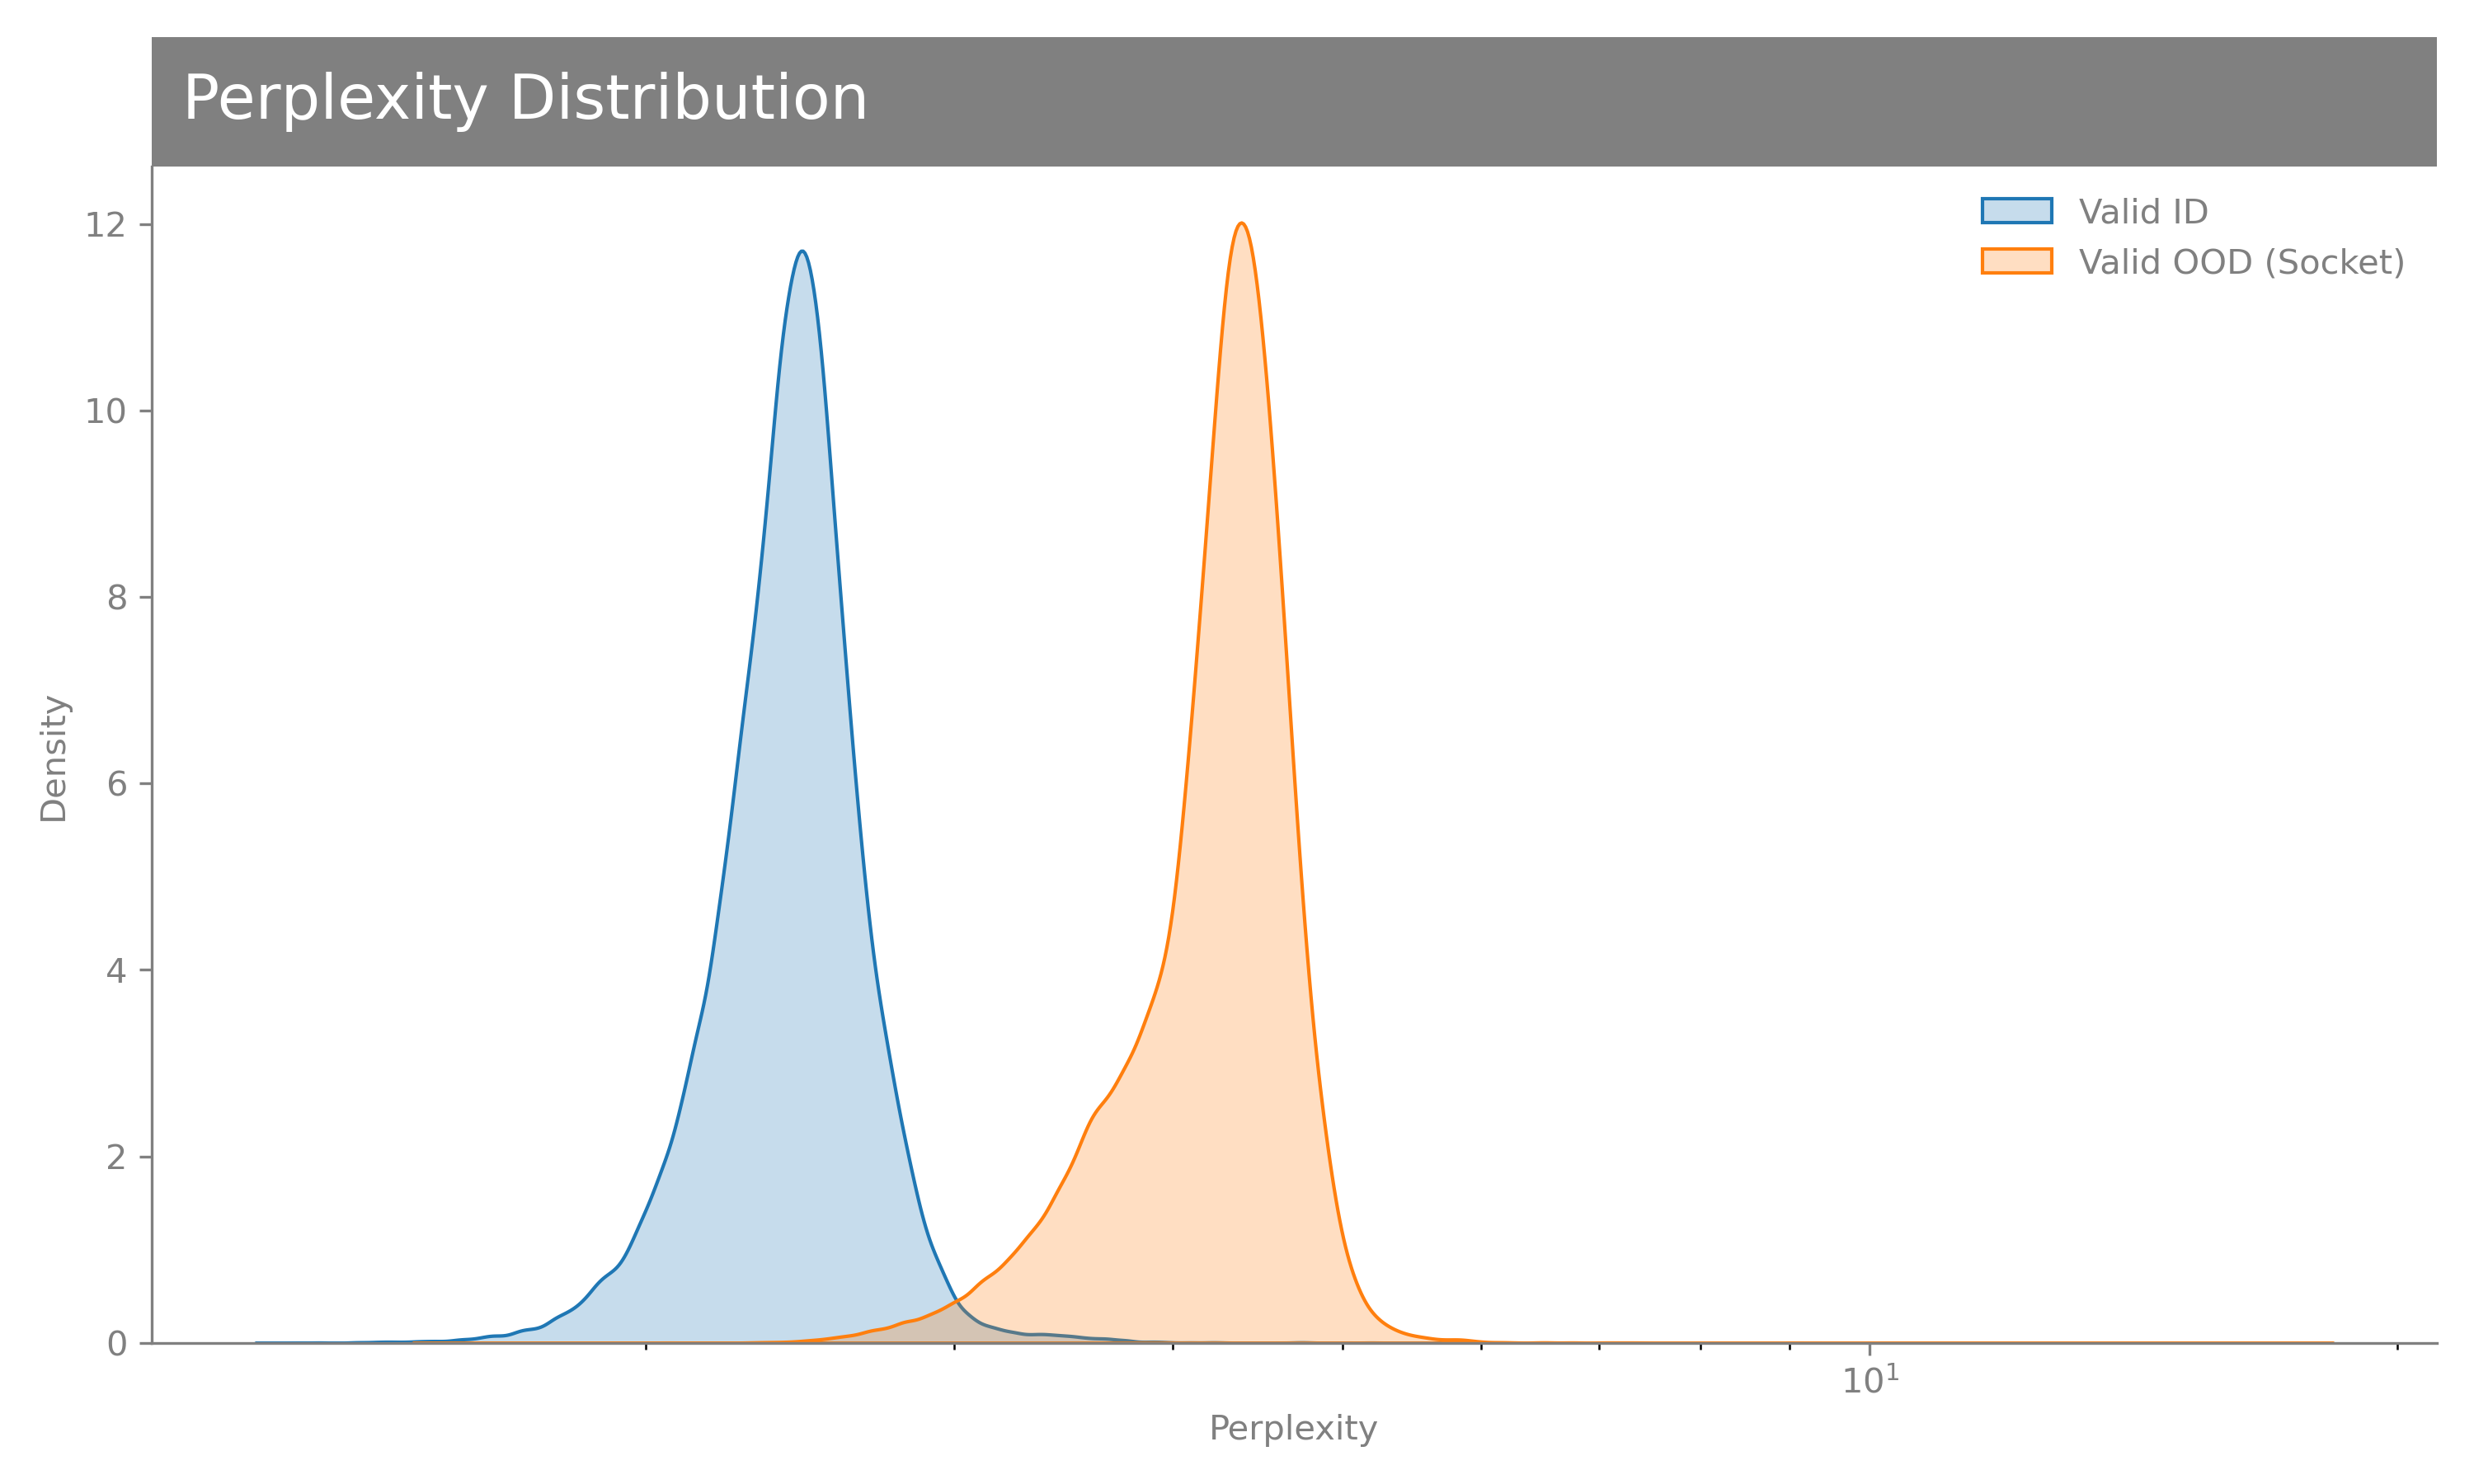 Perplexity Distribution
Valid ID
Valid OOD (Socket)
12
10
8
6
4
2
0
Density
10¹
Perplexity